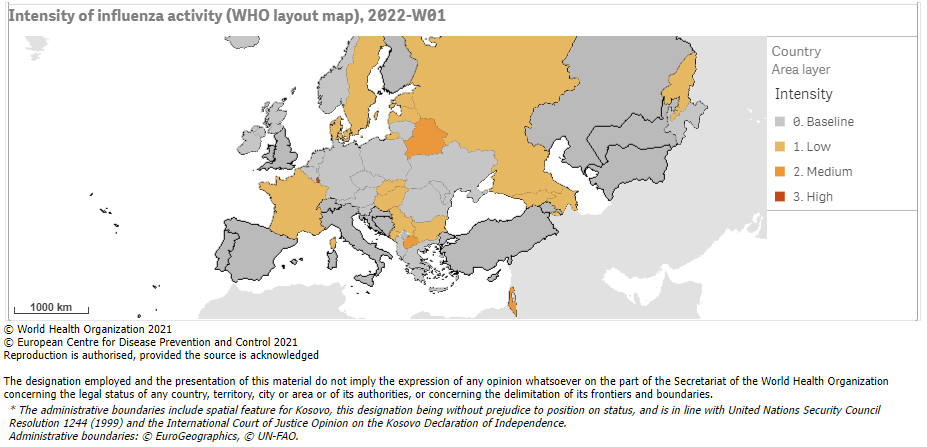 Intensity of influenza activity (WHO layout map), 2022-W01
Country
Area layer
Intensity
0. Baseline
1. Low
2. Medium
3. High
1000 km
© World Health Organization 2021
© European Centre for Disease Prevention and Control 2021
Reproduction is authorised, provided the source is acknowledged
The designation employed and the presentation of this material do not imply the expression of any opinion whatsoever on the part of the Secretariat of the World Health Organization
concerning the legal status of any country, territory, city or area or of its authorities, or concerning the delimitation of its frontiers and boundaries.
* The administrative boundaries include spatial feature for Kosovo, this designation being without prejudice to position on status, and is in line with United Nations Security Council
Resolution 1244 (1999) and the International Court of Justice Opinion on the Kosovo Declaration of Independence.
Administrative boundaries: © EuroGeographics, © UN-FAO.